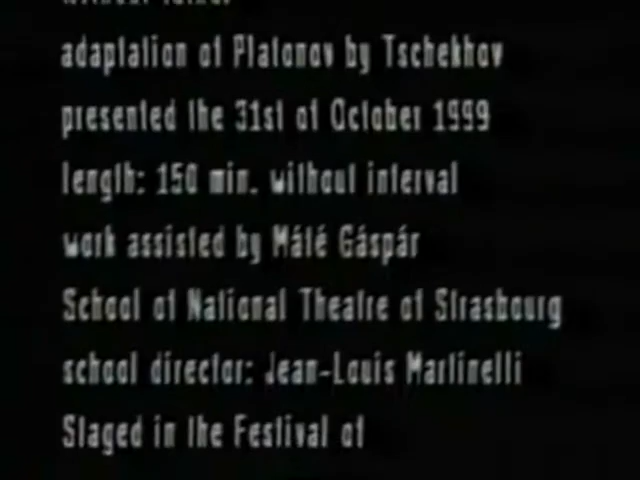 adaptation of Platonov by Tschekhov
presented the 31st of October 1999
length: 150 min. without interval
work assisted by Máté Gáspár
School of National Theatre of Strasbourg
school director: Jean-Louis Martinelli
Staged in the Festival of